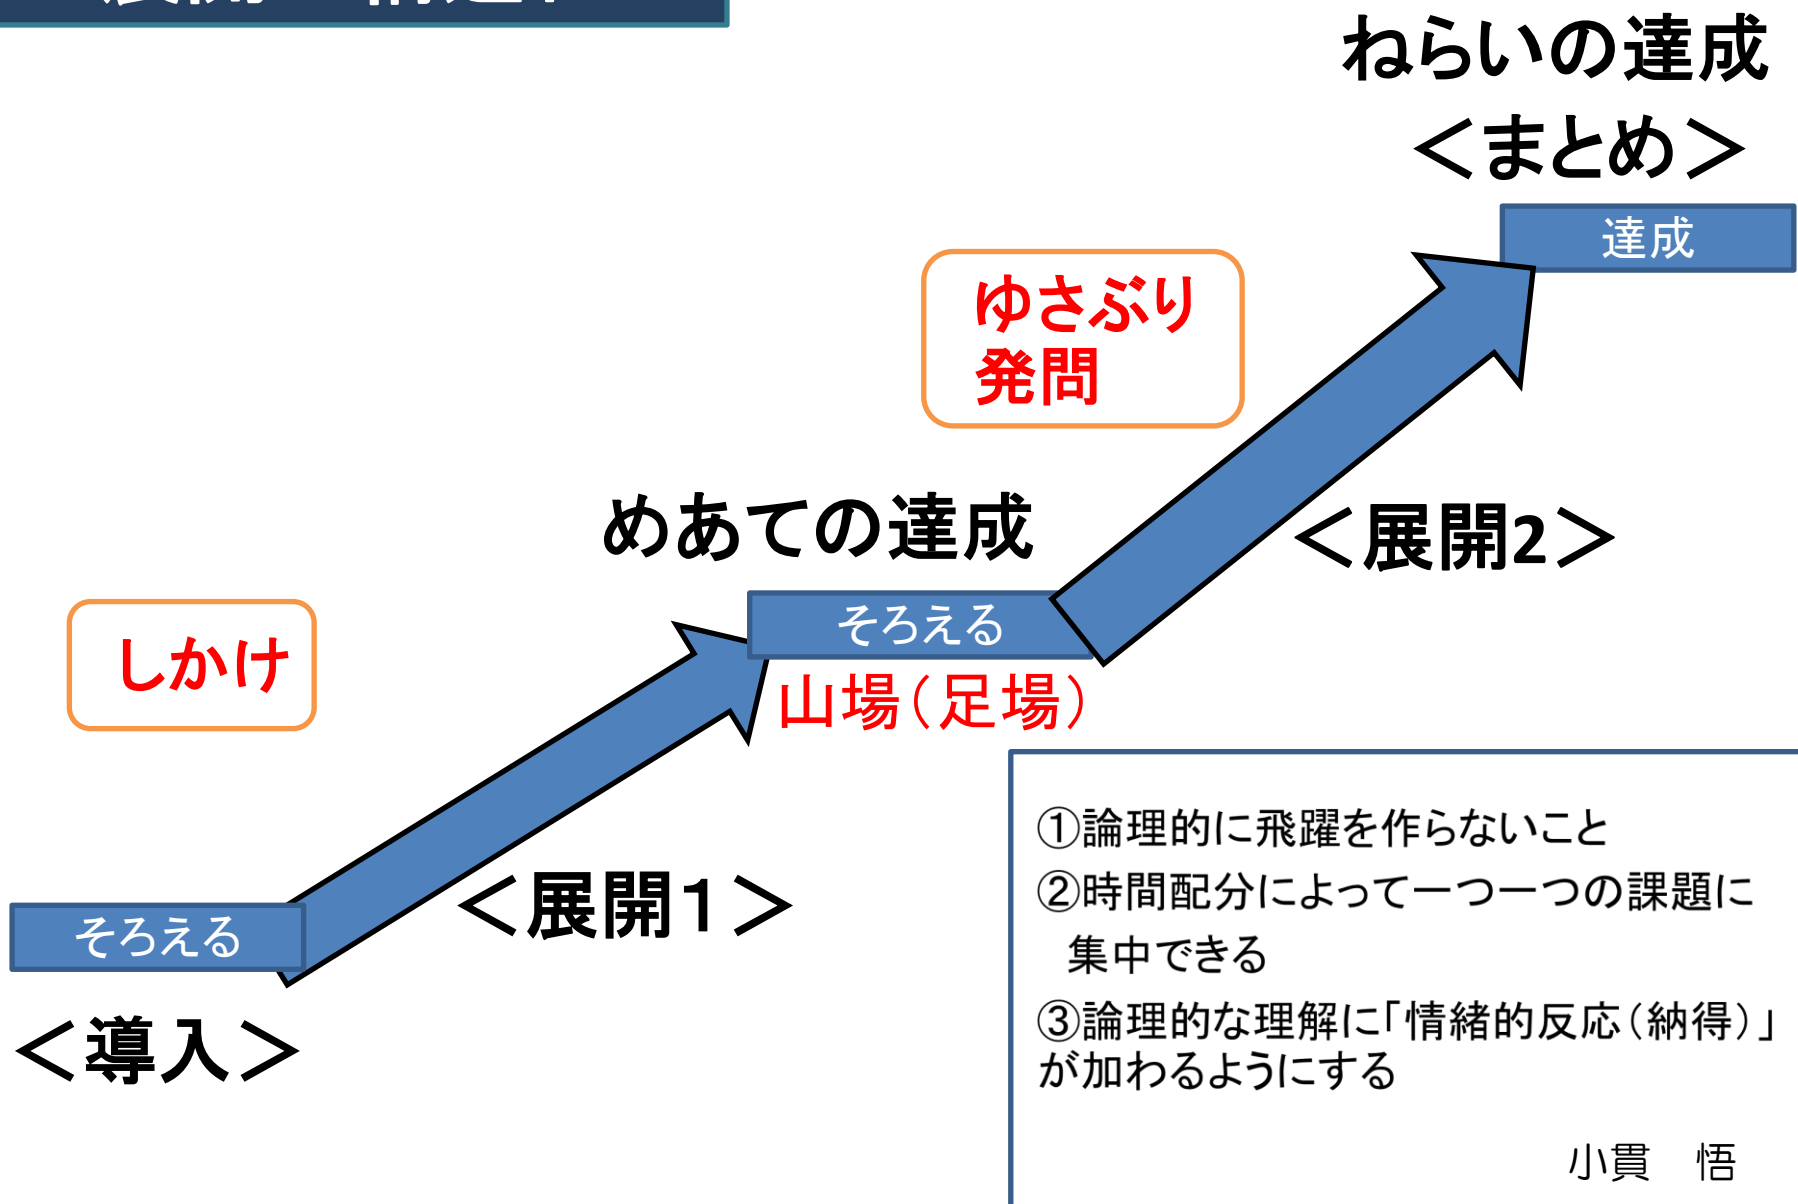 ねらいの達成
＜まとめ＞
達成
ゆさぶり
発問
めあての達成
＜展開2＞
そろえる
しかけ
山場（足場）
＜展開１＞
そろえる
＜導入＞
①論理的に飛躍を作らないこと
②時間配分によって一つ一つの課題に
集中できる
③論理的な理解に「情緒的反応（納得）」
が加わるようにする
小貫　悟